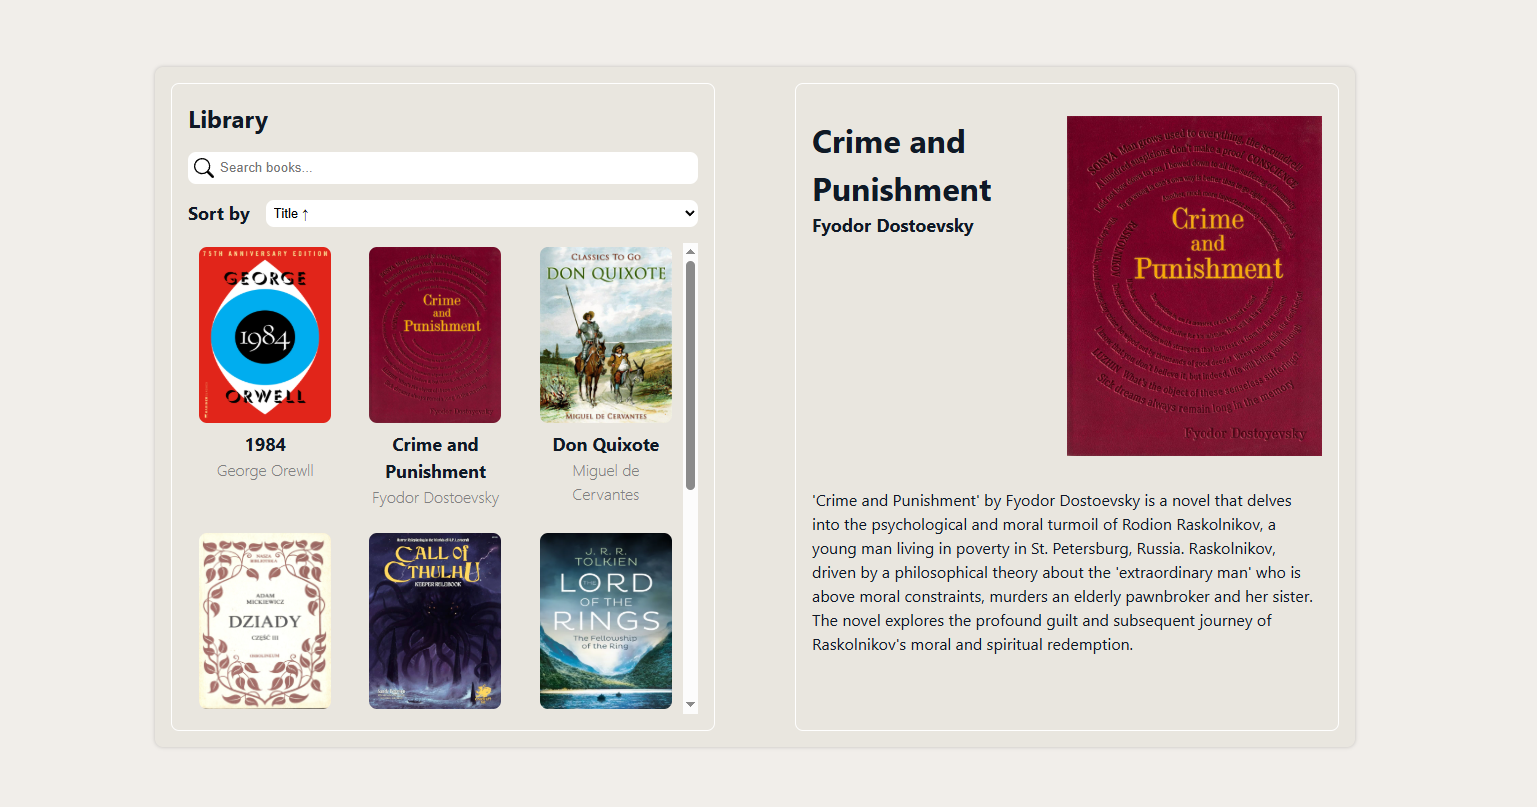 Library
Search books...
Sort by
Title ↑
75TH ANNIVERSARY EDITION
GEORGE
1984
ORWELL
1984
George Orewll
Crime
and
Punishment
Fyodor Dostoyevsky
Crime and
Punishment
Fyodor Dostoevsky
CLASSICS TO GO
DON QUIXOTE
MIGUEL DE CERVANTES
Don Quixote
Miguel de
Cervantes
ADAM
MICKIEWICZ
DZIADY
CZĘŚĆ III
CALL of
CTHULHU
KEEPER RULEBOOK
J. R. R.
TOLKIEN
THE
LORD
OF THE
RINGS
The Fellowship
of the Ring
Crime and
Punishment
Fyodor Dostoevsky
Crime
and
Punishment
Fyodor Dostoyevsky
'Crime and Punishment' by Fyodor Dostoevsky is a novel that delves
into the psychological and moral turmoil of Rodion Raskolnikov, a
young man living in poverty in St. Petersburg, Russia. Raskolnikov,
driven by a philosophical theory about the 'extraordinary man' who is
above moral constraints, murders an elderly pawnbroker and her sister.
The novel explores the profound guilt and subsequent journey of
Raskolnikov's moral and spiritual redemption.